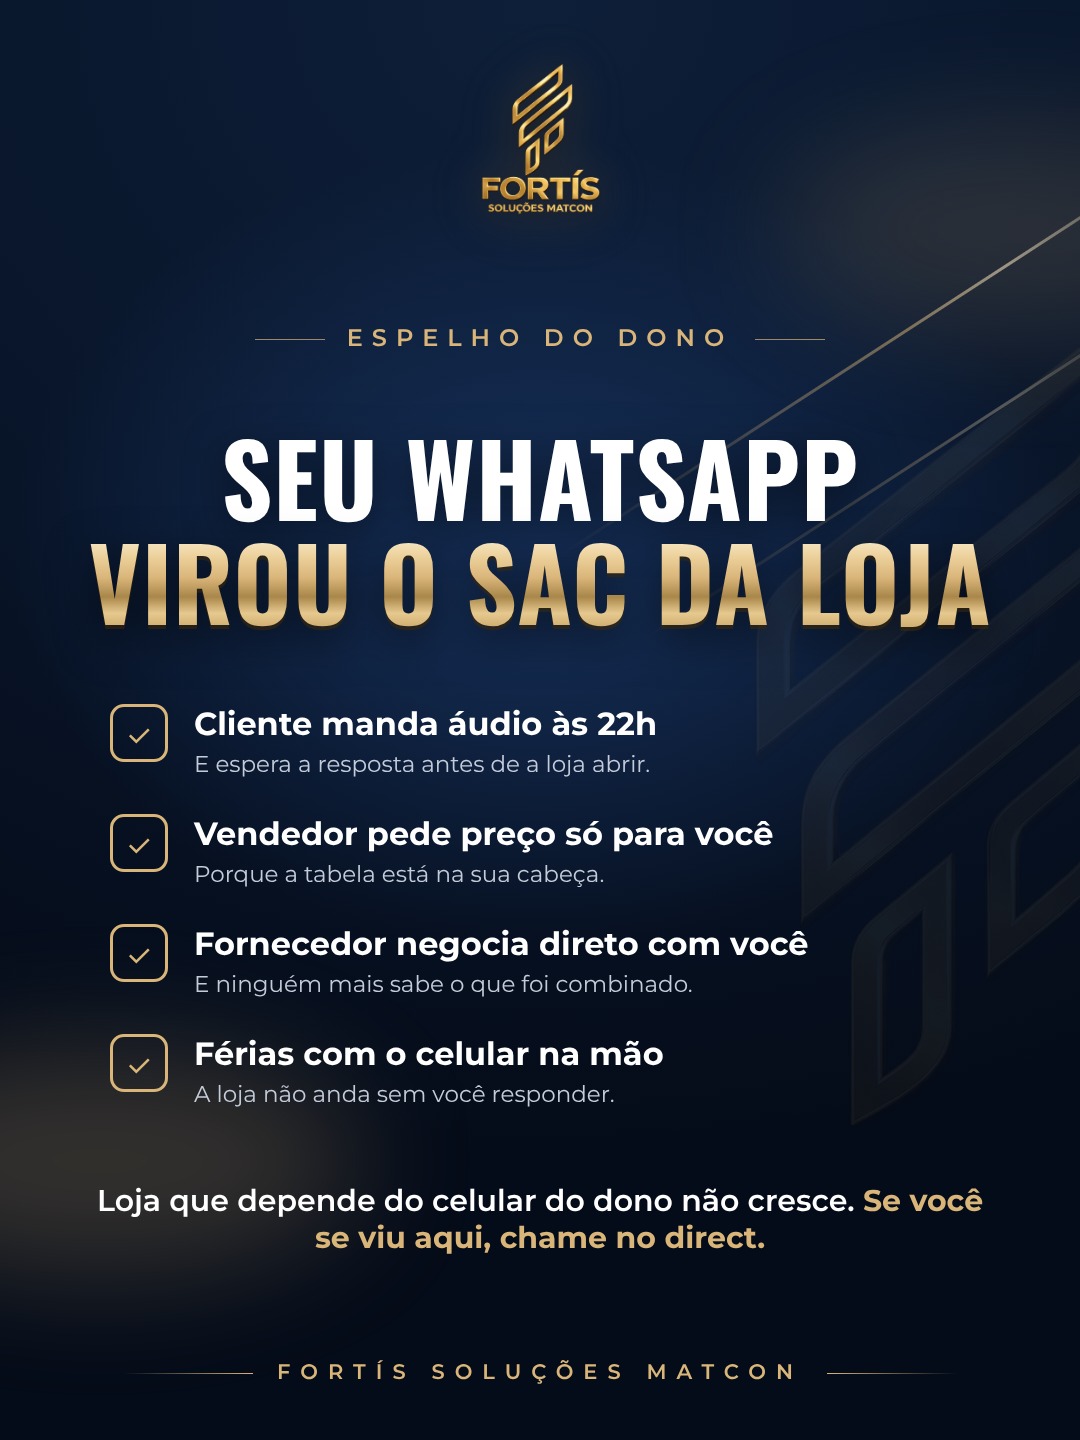 FORTÍS
SOLUÇÕES MATCON
ESPELHO DO DONO
SEU WHATSAPP
VIROU O SAC DA LOJA
Cliente manda áudio às 22h
E espera a resposta antes de a loja abrir.
Vendedor pede preço só para você
Porque a tabela está na sua cabeça.
Fornecedor negocia direto com você
E ninguém mais sabe o que foi combinado.
Férias com o celular na mão
A loja não anda sem você responder.
Loja que depende do celular do dono não cresce. Se você
se viu aqui, chame no direct.
FORTÍS SOLUÇÕES MATCON